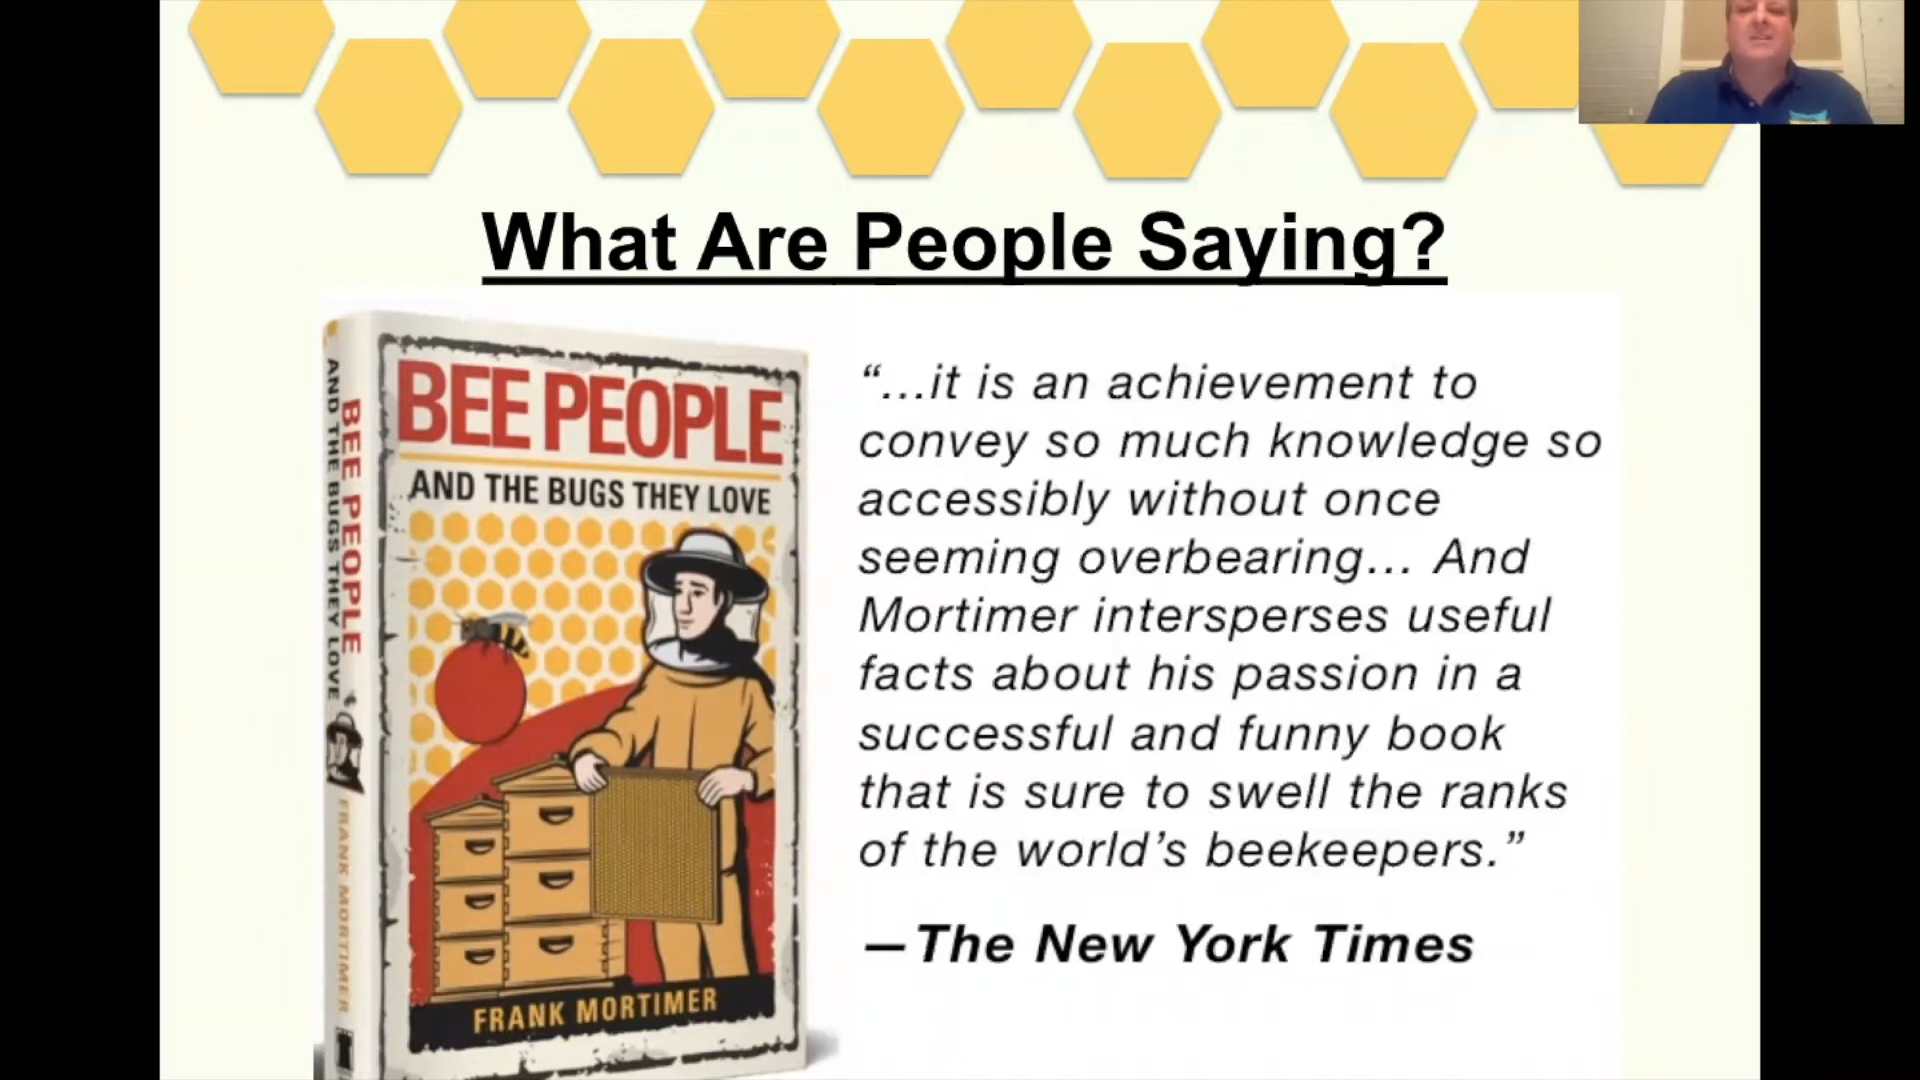 What Are People Saying?
BEE PEOPLE
AND THE BUGS THEY LOVE
FRANK MORTIMER
BEE PEOPLE
AND THE BUGS THEY LOVE
FRANK MORTIMER
“...it is an achievement to
convey so much knowledge so
accessibly without once
seeming overbearing... And
Mortimer intersperses useful
facts about his passion in a
successful and funny book
that is sure to swell the ranks
of the world’s beekeepers.”
—The New York Times